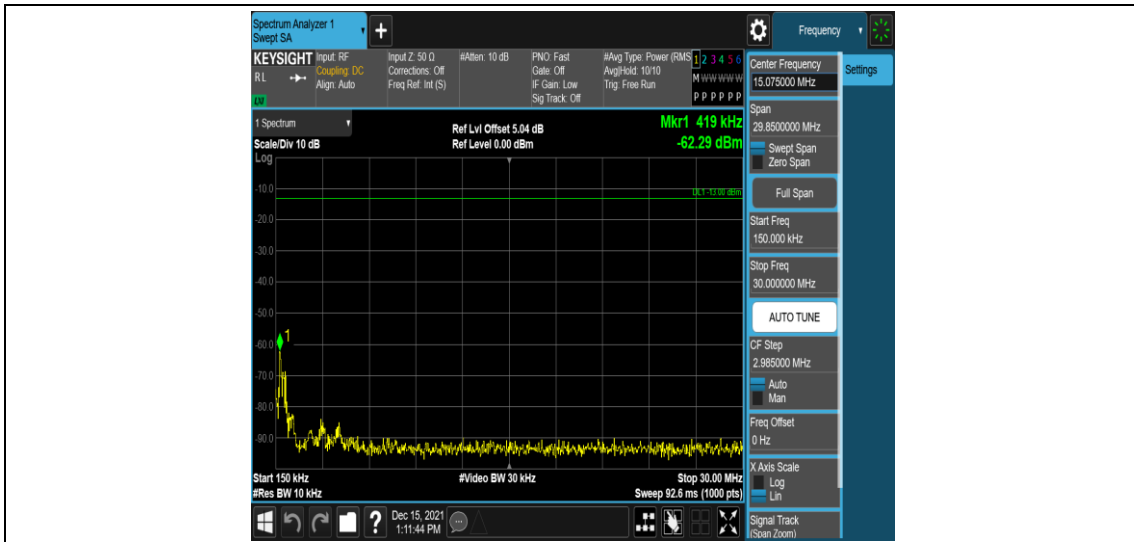 Spectrum Analyzer 1
Swept SA
+
Frequency
KEYSIGHT
RL
LXI
Input: RF
Coupling: DC
Align: Auto
Input Z: 50 Ω
Corrections: Off
Freq Ref: Int (S)
#Atten: 10 dB
PNO: Fast
Gate: Off
IF Gain: Low
Sig Track: Off
#Avg Type: Power (RMS
Avg|Hold: 10/10
Trig: Free Run
1 2 3 4 5 6
M W W W W W
P P P P P P
1 Spectrum
Scale/Div 10 dB
Ref Lvl Offset 5.04 dB
Ref Level 0.00 dBm
Mkr1 419 kHz
-62.29 dBm
Log
DL1 -13.00 dBm
-10.0
-20.0
-30.0
-40.0
-50.0
-60.0
-70.0
-80.0
-90.0
1
Start 150 kHz
#Res BW 10 kHz
#Video BW 30 kHz
Stop 30.00 MHz
Sweep 92.6 ms (1000 pts)
Dec 15, 2021
1:11:44 PM
?
Center Frequency
15.075000 MHz
Settings
Span
29.8500000 MHz
Swept Span
Zero Span
Full Span
Start Freq
150.000 kHz
Stop Freq
30.000000 MHz
AUTO TUNE
CF Step
2.985000 MHz
Auto
Man
Freq Offset
0 Hz
X Axis Scale
Log
Lin
Signal Track
(Span Zoom)